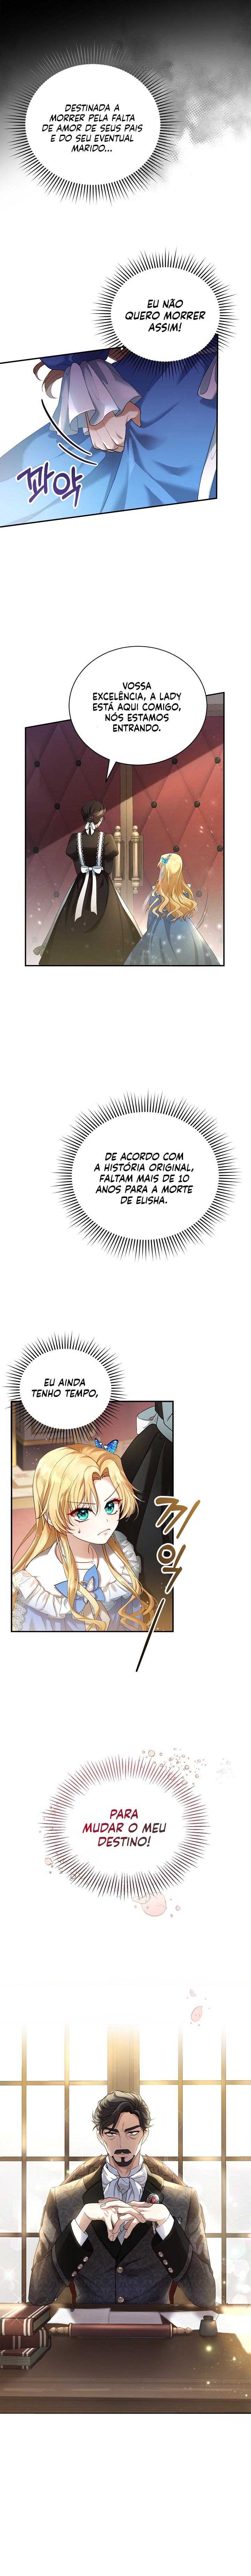 DESTINADA A
MORRER PELA FALTA
DE AMOR DE SEUS PAIS
E DO SEU EVENTUAL
MARIDO...
EU NÃO
QUERO MORRER
ASSIM!
꽈악
VOSSA
EXCELÊNCIA, A LADY
ESTÁ AQUI COMIGO,
NÓS ESTAMOS
ENTRANDO.
DE ACORDO COM
A HISTÓRIA ORIGINAL,
FALTAM MAIS DE 10
ANOS PARA A MORTE
DE ELISHA.
EU AINDA
TENHO TEMPO,
끼익
PARA
MUDAR O MEU
DESTINO!